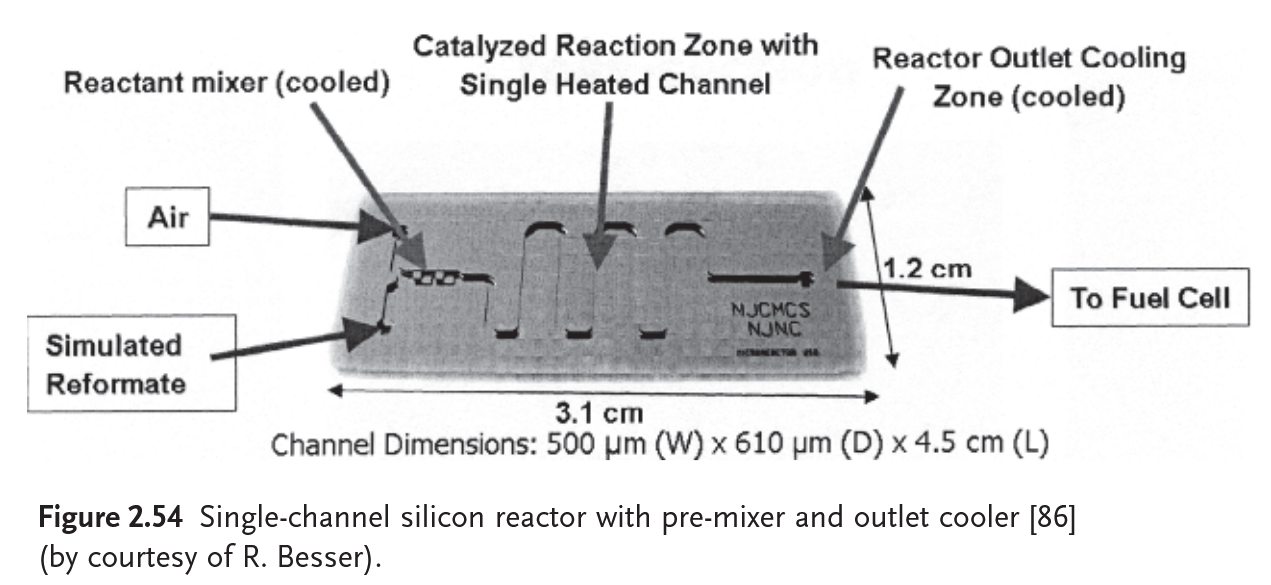 Catalyzed Reaction Zone with
Single Heated Channel
Reactor Outlet Cooling
Zone (cooled)
Reactant mixer (cooled)
Air
1.2 cm
To Fuel Cell
NJCMCS
NJNC
Simulated
Reformate
3.1 cm
Channel Dimensions: 500 µm (W) x 610 µm (D) x 4.5 cm (L)
Figure 2.54 Single-channel silicon reactor with pre-mixer and outlet cooler [86]
(by courtesy of R. Besser).